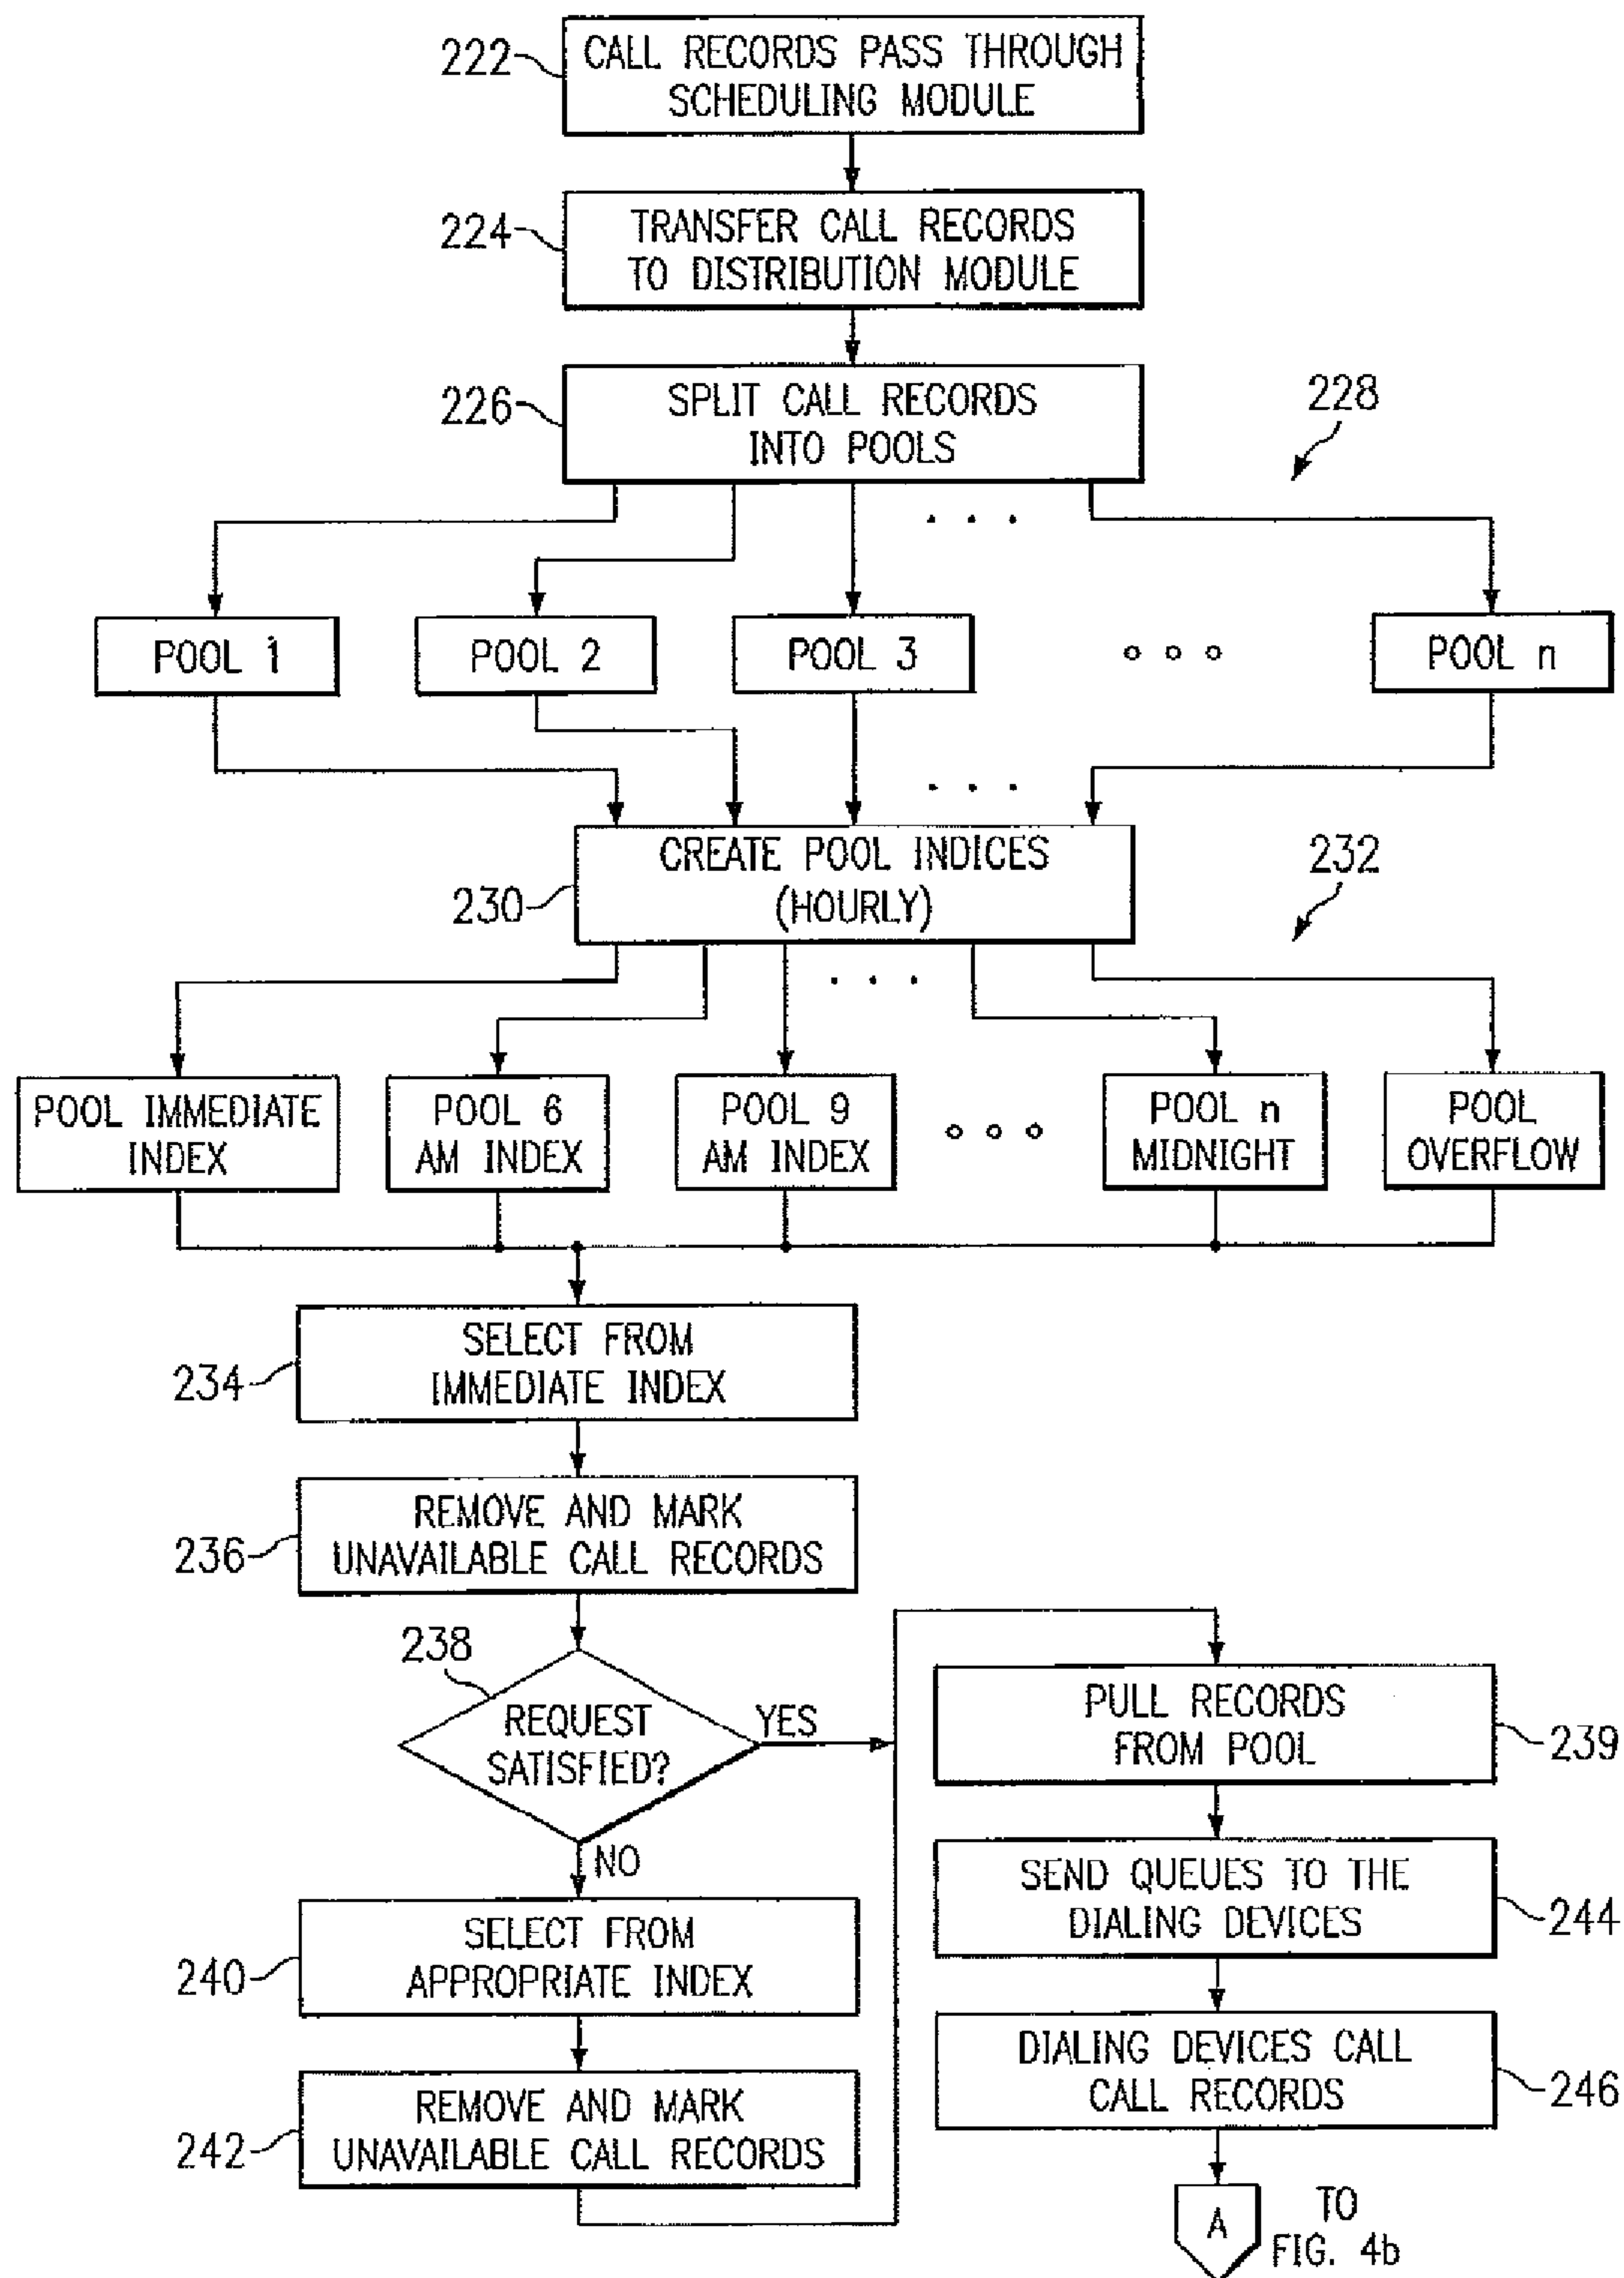 222
CALL RECORDS PASS THROUGH
SCHEDULING MODULE
224
TRANSFER CALL RECORDS
TO DISTRIBUTION MODULE
226
SPLIT CALL RECORDS
INTO POOLS
228
POOL 1
POOL 2
POOL 3
POOL n
230
CREATE POOL INDICES
(HOURLY)
232
POOL IMMEDIATE
INDEX
POOL 6
AM INDEX
POOL 9
AM INDEX
POOL n
MIDNIGHT
POOL
OVERFLOW
234
SELECT FROM
IMMEDIATE INDEX
236
REMOVE AND MARK
UNAVAILABLE CALL RECORDS
238
REQUEST
SATISFIED?
YES
NO
240
SELECT FROM
APPROPRIATE INDEX
242
REMOVE AND MARK
UNAVAILABLE CALL RECORDS
PULL RECORDS
FROM POOL
239
SEND QUEUES TO THE
DIALING DEVICES
244
DIALING DEVICES CALL
CALL RECORDS
246
A
TO
FIG. 4b